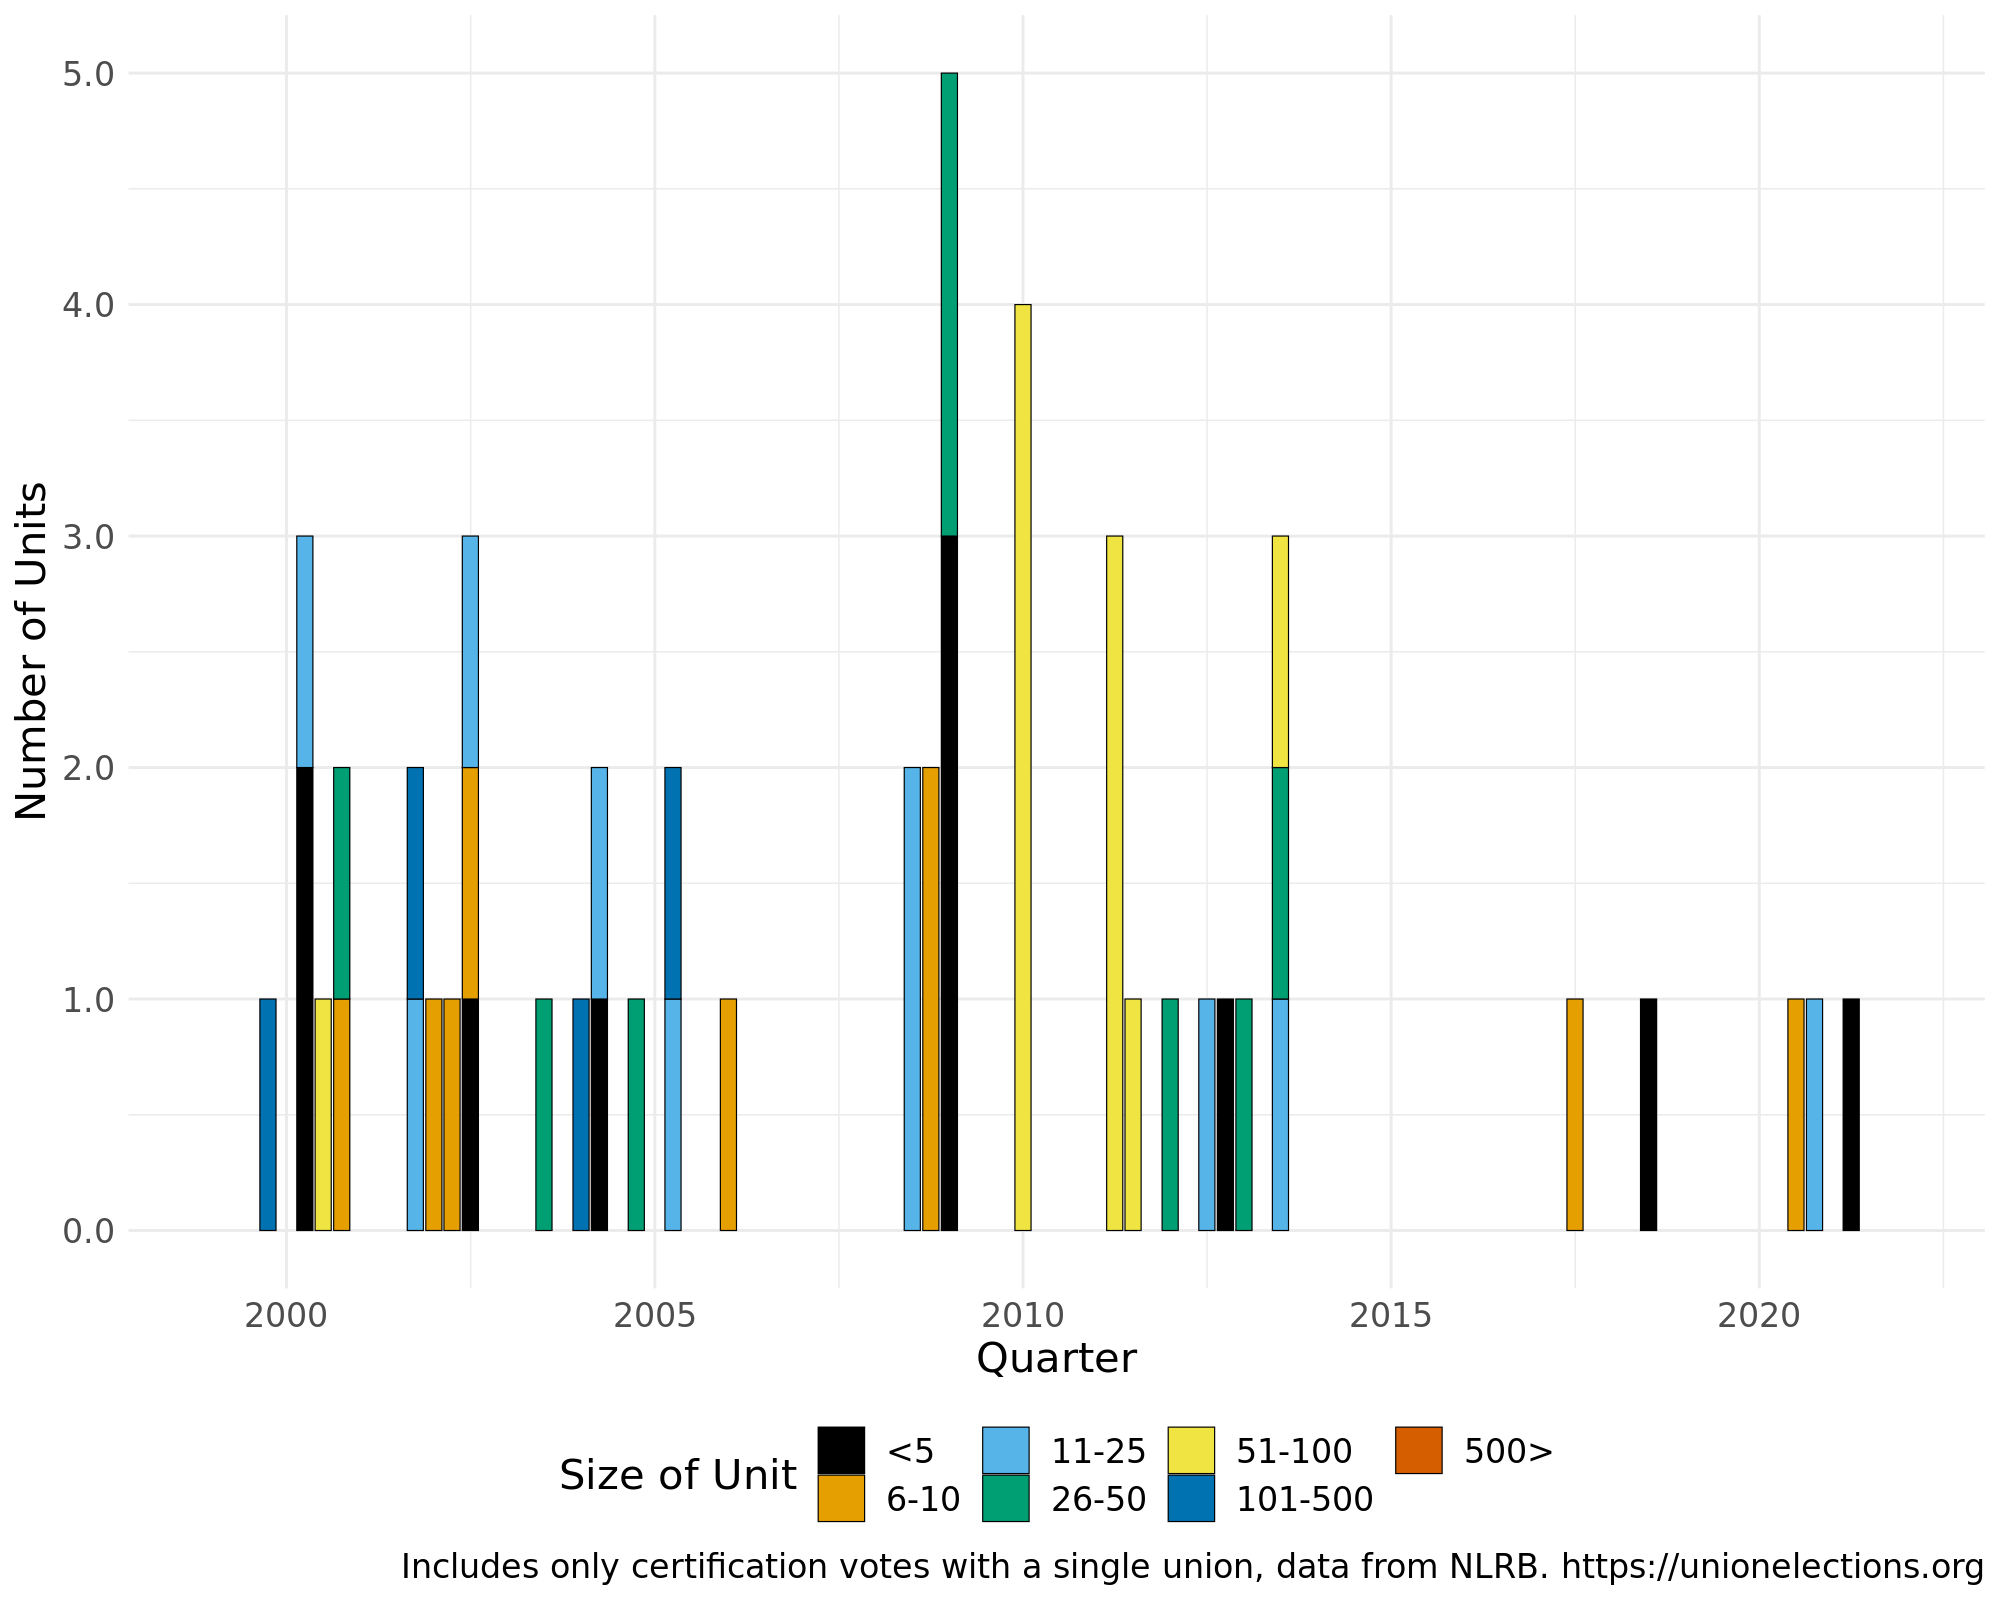 5.0
4.0
3.0
2.0
1.0
0.0
Number of Units
2000 2005 2010 2015 2020
Quarter
Size of Unit
<5 11-25 51-100 500>
6-10 26-50 101-500
Includes only certification votes with a single union, data from NLRB. https://unionelections.org